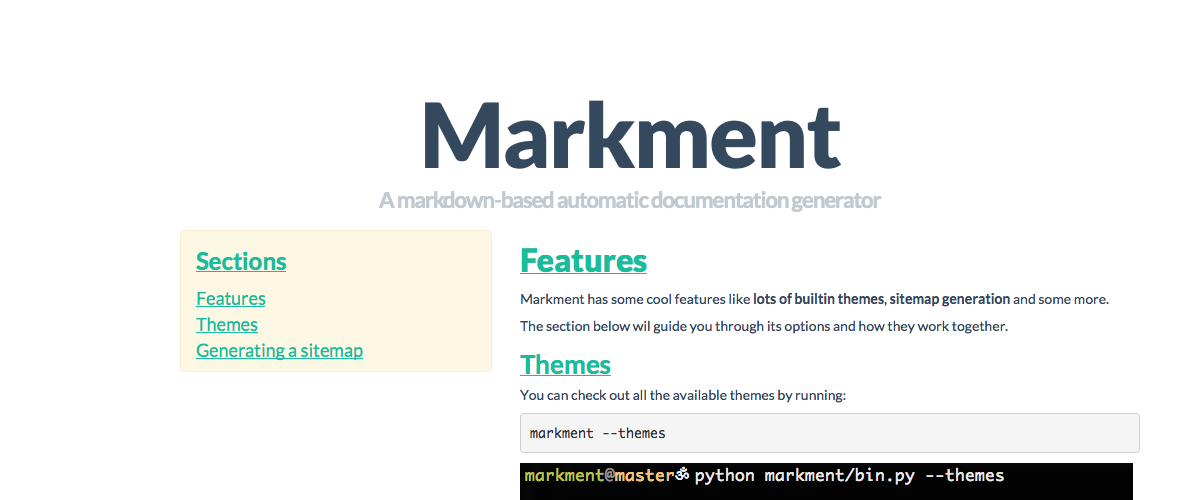 Markment
A markdown-based automatic documentation generator
Sections
Features
Themes
Generating a sitemap
Features
Markment has some cool features like lots of builtin themes, sitemap generation and some more.
The section below wil guide you through its options and how they work together.
Themes
You can check out all the available themes by running:
markment --themes
markment@masterॐ python markment/bin.py --themes